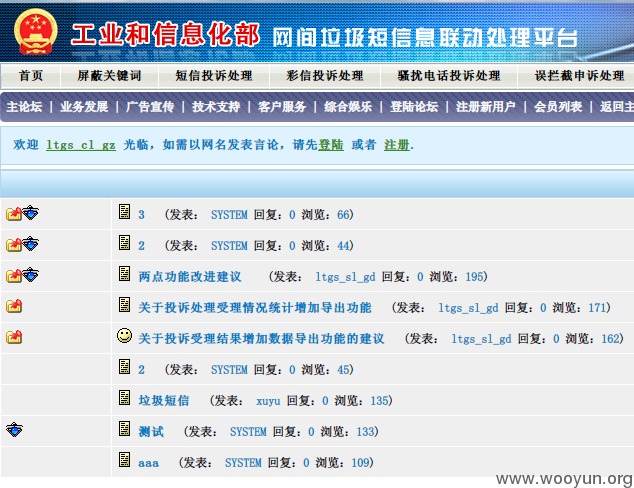 工业和信息化部 网间垃圾短信息联动处理平台
首页 屏蔽关键词 短信投诉处理 彩信投诉处理 骚扰电话投诉处理 误拦截申诉处理
主论坛 | 业务发展 | 广告宣传 | 技术支持 | 客户服务 | 综合娱乐 | 登陆论坛 | 注册新用户 | 会员列表 | 返回主
欢迎 ltgs_cl_gz 光临，如需以网名发表言论，请先登陆 或者 注册.
3 (发表： SYSTEM 回复：0 浏览：66)
2 (发表： SYSTEM 回复：0 浏览：44)
两点功能改进建议 (发表： ltgs_sl_gd 回复：0 浏览：195)
关于投诉处理受理情况统计增加导出功能 (发表： ltgs_sl_gd 回复：0 浏览：171)
关于投诉受理结果增加数据导出功能的建议 (发表： ltgs_sl_gd 回复：0 浏览：162)
2 (发表： SYSTEM 回复：0 浏览：45)
垃圾短信 (发表： xuyu 回复：0 浏览：135)
测试 (发表： SYSTEM 回复：0 浏览：133)
aaa (发表： SYSTEM 回复：0 浏览：109)
www.wooyun.org